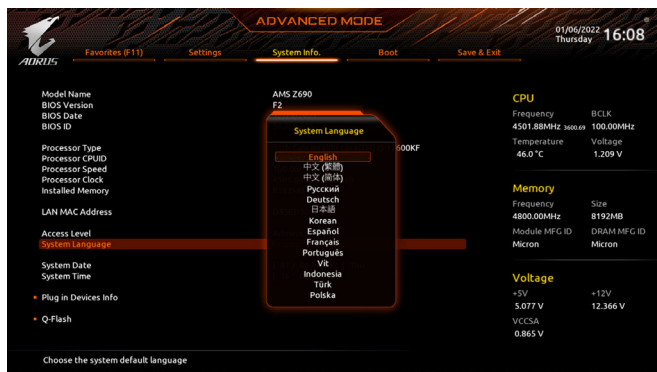 ADVANCED MODE
01/06/2022
Thursday
16:08
AORUS
Favorites (F11)
Settings
System Info.
Boot
Save & Exit
Model Name
AMS Z690
BIOS Version
F2
BIOS Date
BIOS ID
Processor Type
600KF
Processor CPUID
Processor Speed
Processor Clock
Installed Memory
LAN MAC Address
Access Level
System Language
System Date
System Time
Plug in Devices Info
Q-Flash
System Language
English
中文 (繁體)
中文 (简体)
Русский
Deutsch
日本語
Korean
Español
Français
Português
Vit
Indonesia
Türk
Polska
CPU
Frequency BCLK
4501.88MHz 3600.69 100.00MHz
Temperature Voltage
46.0 °C 1.209 V
Memory
Frequency Size
4800.00MHz 8192MB
Module MFG ID DRAM MFG ID
Micron Micron
Voltage
+5V +12V
5.077 V 12.366 V
VCCSA
0.865 V
Choose the system default language